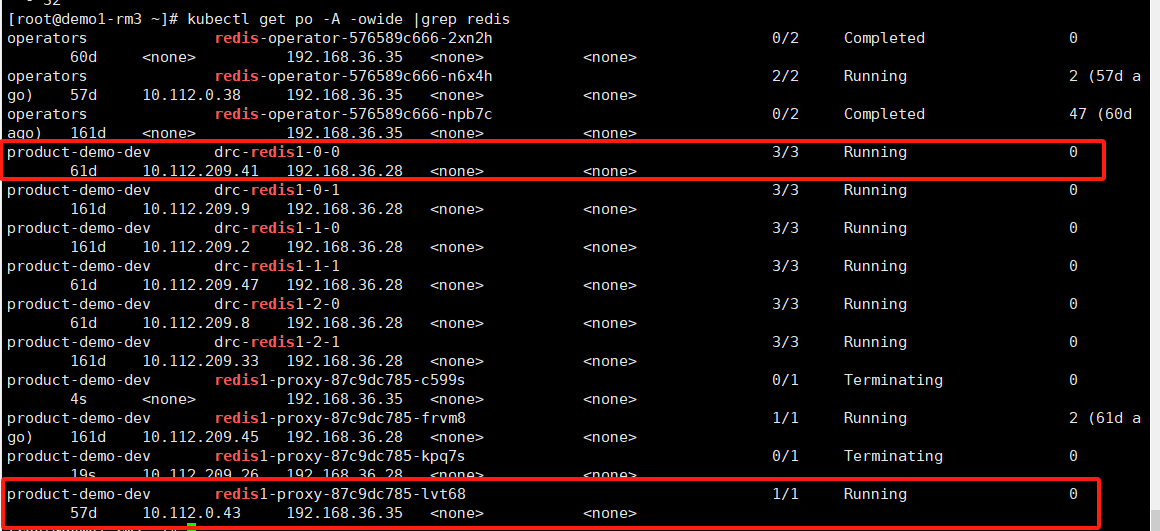 [root@demo1-rm3 ~]# kubectl get po -A -owide |grep redis
operators redis-operator-576589c666-2xn2h 0/2 Completed 0
60d <none> 192.168.36.35 <none> <none>
operators redis-operator-576589c666-n6x4h 2/2 Running 2 (57d a
go) 57d 10.112.0.38 192.168.36.35 <none> <none>
operators redis-operator-576589c666-npb7c 0/2 Completed 47 (60d
ago) 161d <none> 192.168.36.35 <none> <none>
product-demo-dev drc-redis1-0-0 3/3 Running 0
61d 10.112.209.41 192.168.36.28 <none> <none>
product-demo-dev drc-redis1-0-1 3/3 Running 0
161d 10.112.209.9 192.168.36.28 <none> <none>
product-demo-dev drc-redis1-1-0 3/3 Running 0
161d 10.112.209.2 192.168.36.28 <none> <none>
product-demo-dev drc-redis1-1-1 3/3 Running 0
61d 10.112.209.47 192.168.36.28 <none> <none>
product-demo-dev drc-redis1-2-0 3/3 Running 0
61d 10.112.209.8 192.168.36.28 <none> <none>
product-demo-dev drc-redis1-2-1 3/3 Running 0
161d 10.112.209.33 192.168.36.28 <none> <none>
product-demo-dev redis1-proxy-87c9dc785-c599s 0/1 Terminating 0
4s <none> 192.168.36.35 <none> <none>
product-demo-dev redis1-proxy-87c9dc785-frvm8 1/1 Running 2 (61d a
go) 161d 10.112.209.45 192.168.36.28 <none> <none>
product-demo-dev redis1-proxy-87c9dc785-kpq7s 0/1 Terminating 0
19s 10.112.209.26 192.168.36.28 <none> <none>
product-demo-dev redis1-proxy-87c9dc785-lvt68 1/1 Running 0
57d 10.112.0.43 192.168.36.35 <none> <none>